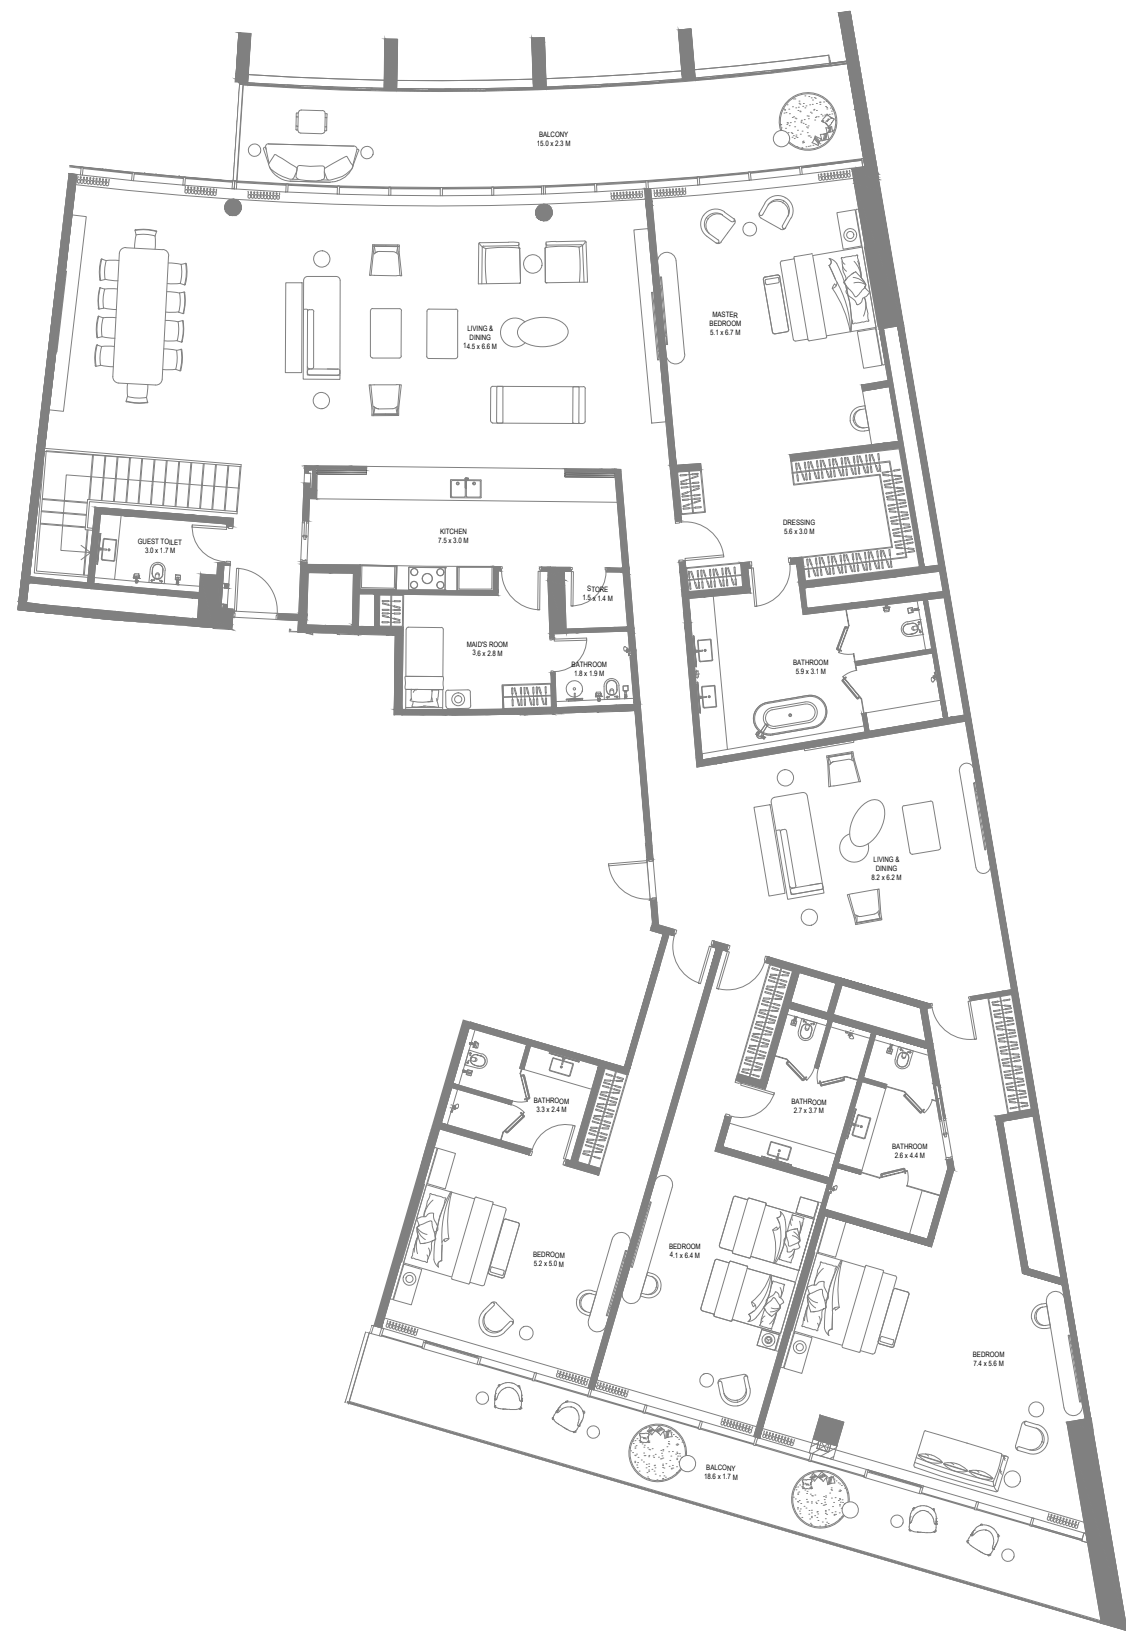 BALCONY
15.0 x 2.3 M
LIVING &
DINING
14.5 x 6.6 M
MASTER
BEDROOM
5.1 x 6.7 M
KITCHEN
7.5 x 3.0 M
DRESSING
5.6 x 3.0 M
GUEST TOILET
3.0 x 1.7 M
STORE
1.5 x 1.4 M
MAID'S ROOM
3.6 x 2.8 M
BATHROOM
1.8 x 1.9 M
BATHROOM
5.9 x 3.1 M
LIVING &
DINING
8.2 x 6.2 M
BATHROOM
3.3 x 2.4 M
BATHROOM
2.7 x 3.7 M
BATHROOM
2.6 x 4.4 M
BEDROOM
5.2 x 5.0 M
BEDROOM
4.1 x 6.4 M
BEDROOM
7.4 x 5.6 M
BALCONY
18.6 x 1.7 M